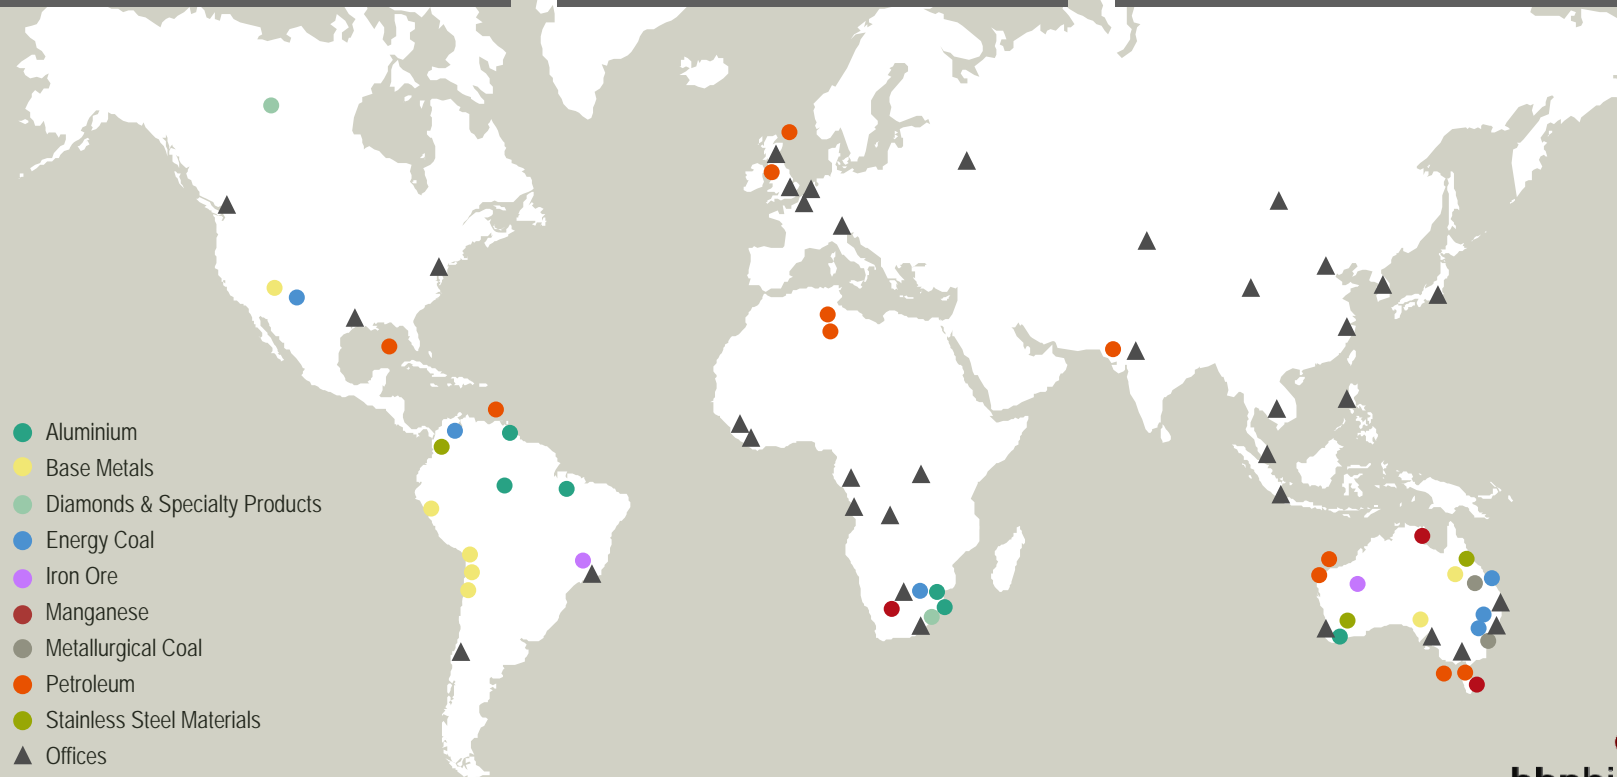 Aluminium
Base Metals
Diamonds & Specialty Products
Energy Coal
Iron Ore
Manganese
Metallurgical Coal
Petroleum
Stainless Steel Materials
Offices